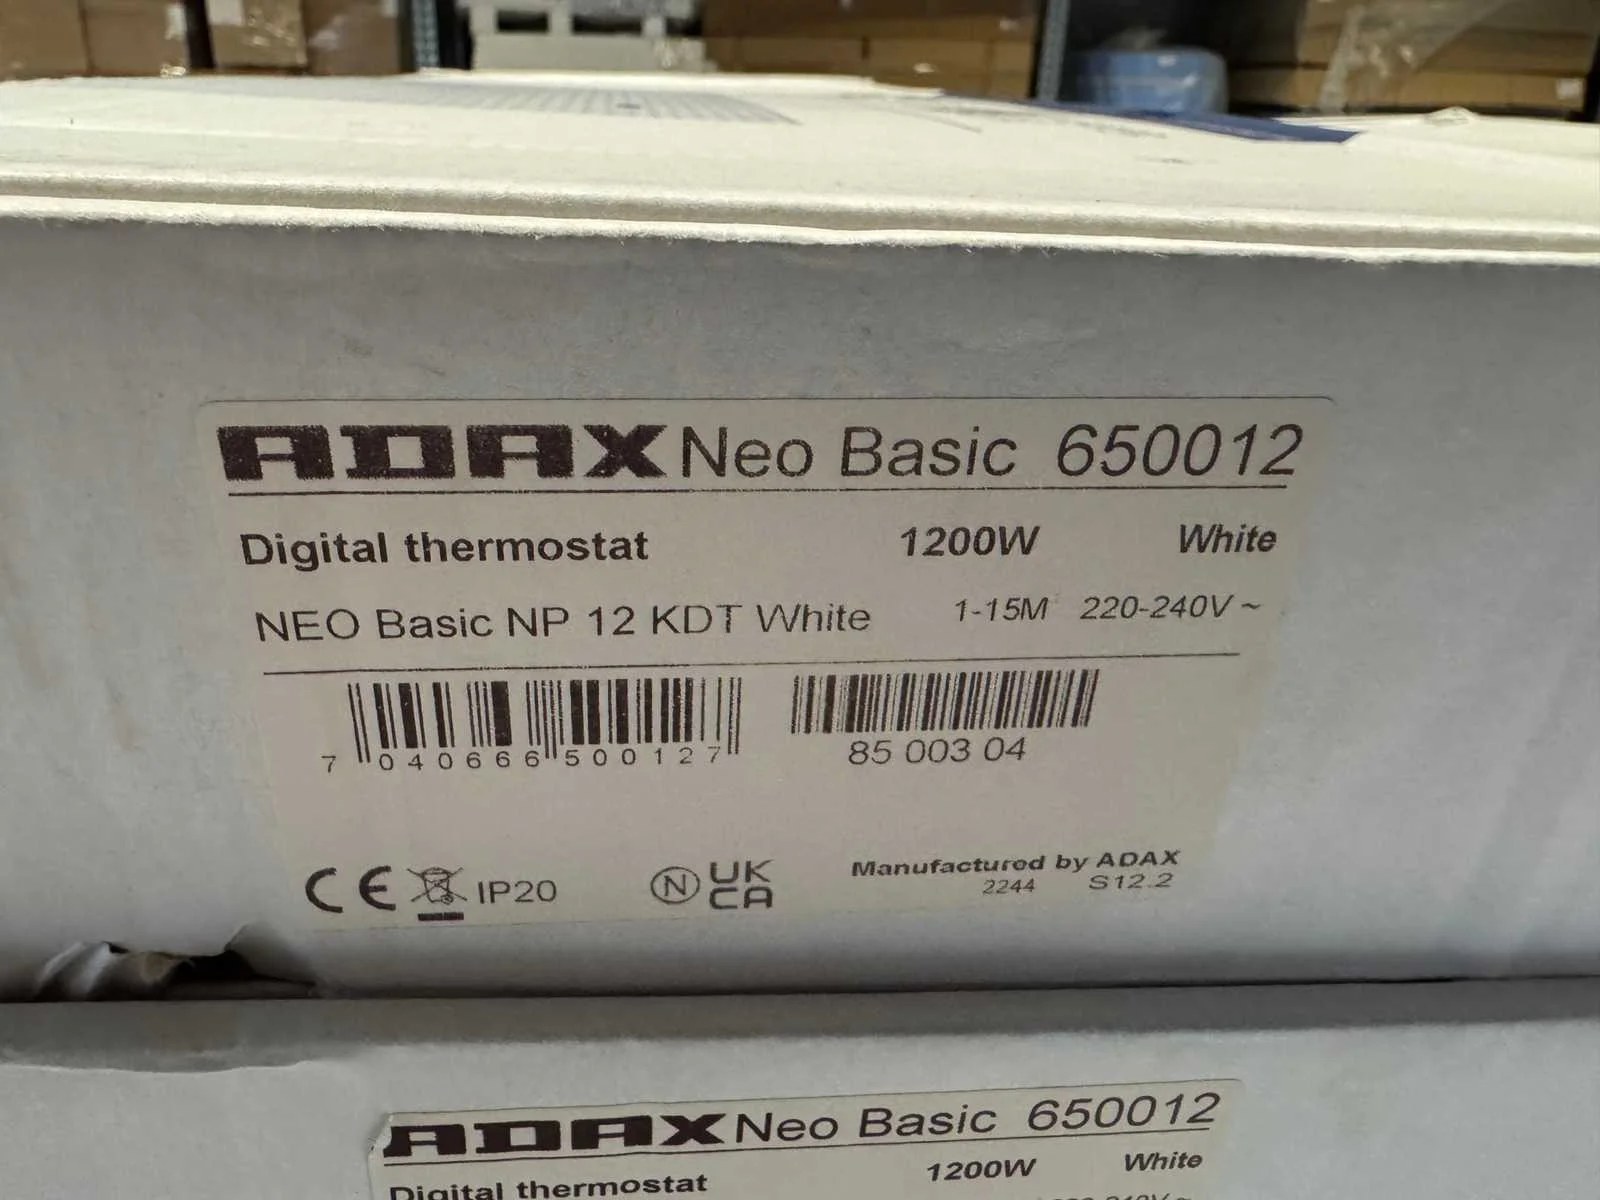 ADAX Neo Basic 650012
Digital thermostat 1200W White
NEO Basic NP 12 KDT White 1-15M 220-240V~
7 040666 500127
85 003 04
CE IP20 N UK CA
Manufactured by ADAX
2244 S12.2
ADAX Neo Basic 650012
Digital thermostat 1200W White